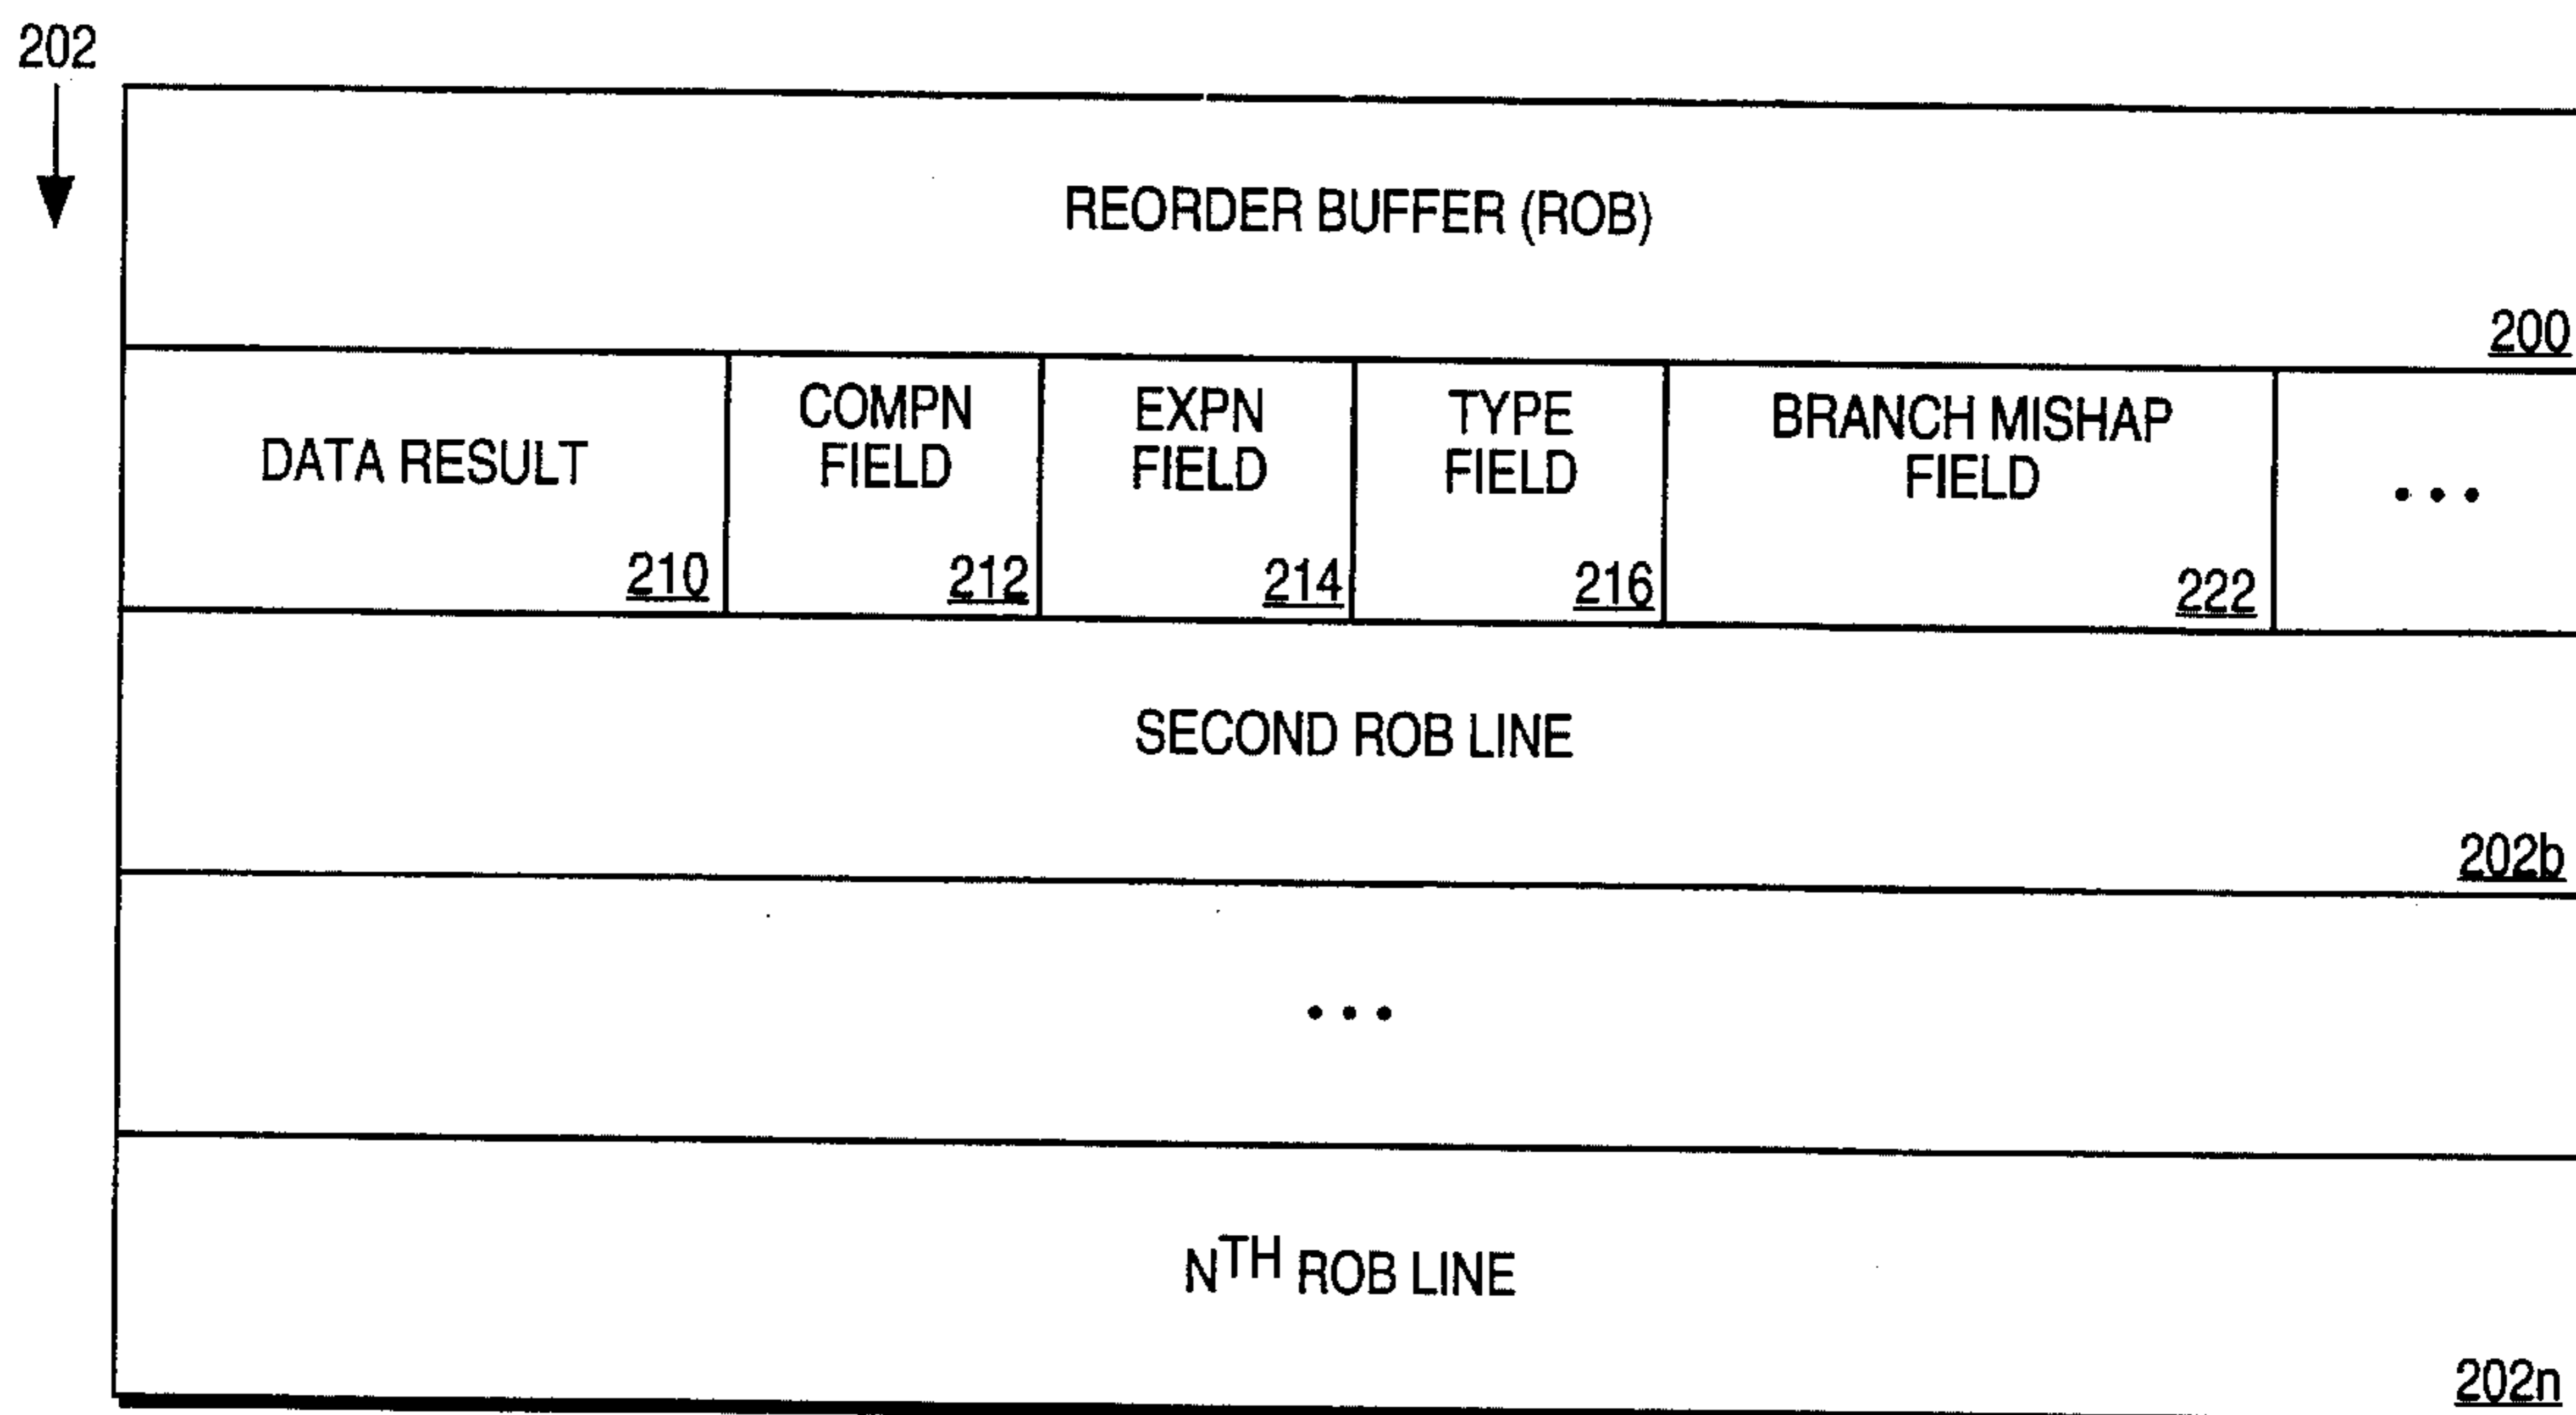 202
REORDER BUFFER (ROB)
200
DATA RESULT
210
COMPN
FIELD
212
EXPN
FIELD
214
TYPE
FIELD
216
BRANCH MISHAP
FIELD
222
• • •
SECOND ROB LINE
202b
• • •
NTH ROB LINE
202n